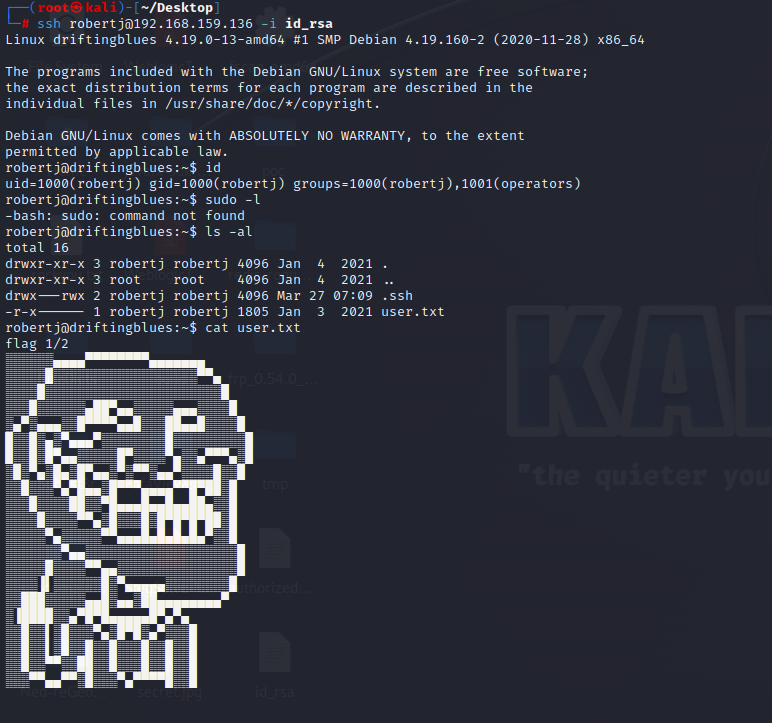 ┌──(root㉿kali)-[~/Desktop]
└─# ssh robertj@192.168.159.136 -i id_rsa
Linux driftingblues 4.19.0-13-amd64 #1 SMP Debian 4.19.160-2 (2020-11-28) x86_64
The programs included with the Debian GNU/Linux system are free software;
the exact distribution terms for each program are described in the
individual files in /usr/share/doc/*/copyright.
Debian GNU/Linux comes with ABSOLUTELY NO WARRANTY, to the extent
permitted by applicable law.
robertj@driftingblues:~$ id
uid=1000(robertj) gid=1000(robertj) groups=1000(robertj),1001(operators)
robertj@driftingblues:~$ sudo -l
-bash: sudo: command not found
robertj@driftingblues:~$ ls -al
total 16
drwxr-xr-x 3 robertj robertj 4096 Jan  4  2021 .
drwxr-xr-x 3 root    root    4096 Jan  4  2021 ..
drwx---rwx 2 robertj robertj 4096 Mar 27 07:09 .ssh
-r-x------ 1 robertj robertj 1805 Jan  3  2021 user.txt
robertj@driftingblues:~$ cat user.txt
flag 1/2
frp_0.54.0_...
KA
"the quieter you
tmp
authorized...
secret.jpg
id_rsa